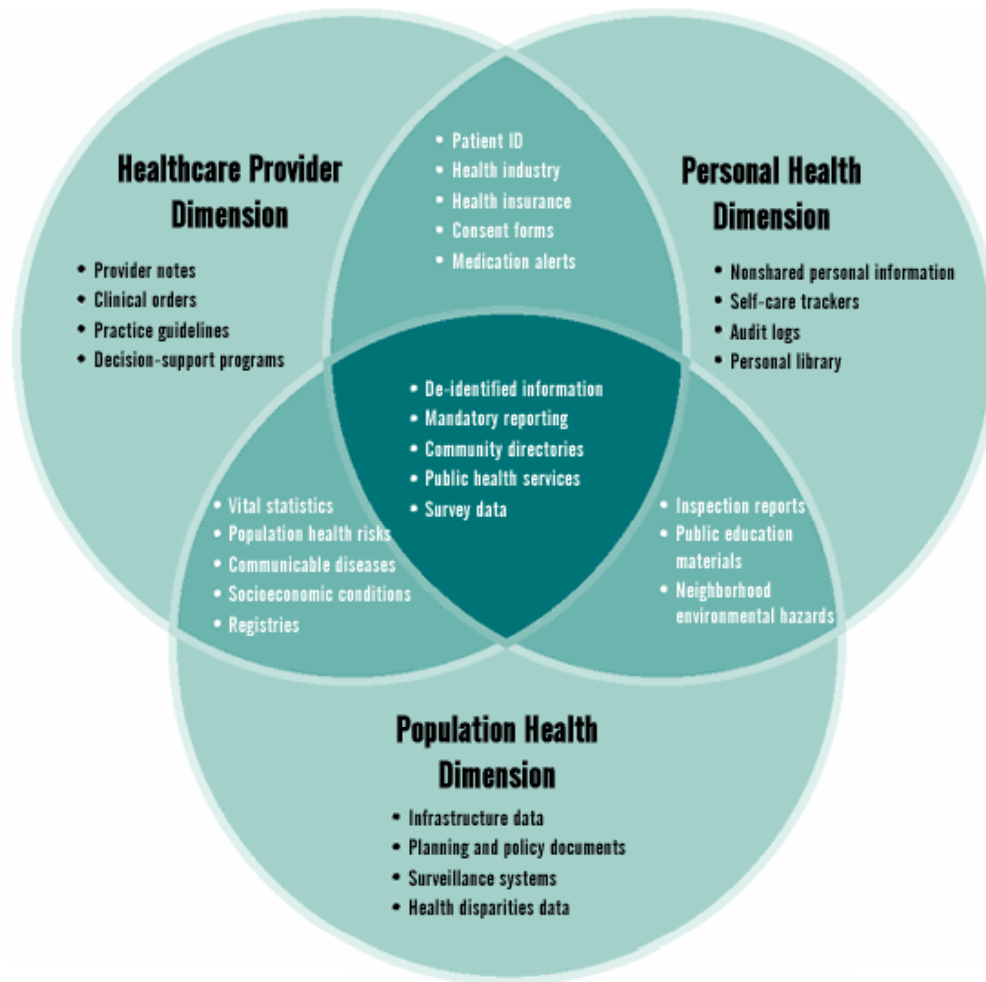 Healthcare Provider
Dimension
• Provider notes
• Clinical orders
• Practice guidelines
• Decision-support programs
• Patient ID
• Health industry
• Health insurance
• Consent forms
• Medication alerts
Personal Health
Dimension
• Nonshared personal information
• Self-care trackers
• Audit logs
• Personal library
• De-identified information
• Mandatory reporting
• Community directories
• Public health services
• Survey data
• Vital statistics
• Population health risks
• Communicable diseases
• Socioeconomic conditions
• Registries
• Inspection reports
• Public education
materials
• Neighborhood
environmental hazards
Population Health
Dimension
• Infrastructure data
• Planning and policy documents
• Surveillance systems
• Health disparities data